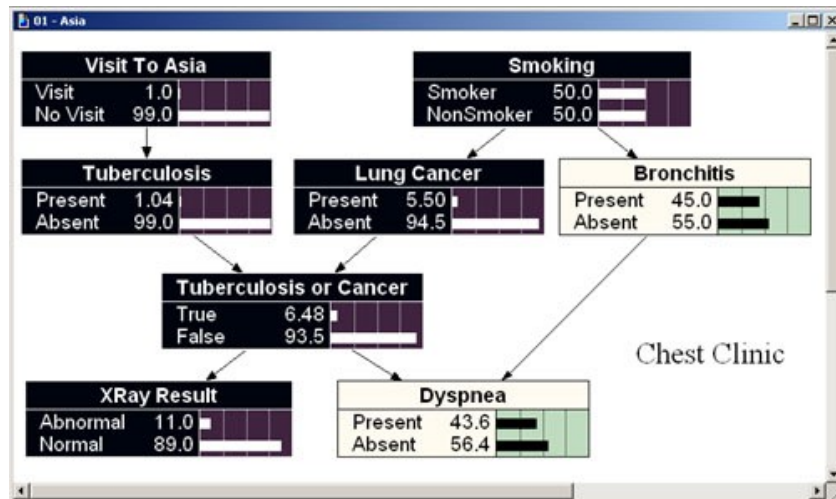 01 - Asia
Visit To Asia
Visit 1.0
No Visit 99.0
Smoking
Smoker 50.0
NonSmoker 50.0
Tuberculosis
Present 1.04
Absent 99.0
Lung Cancer
Present 5.50
Absent 94.5
Bronchitis
Present 45.0
Absent 55.0
Tuberculosis or Cancer
True 6.48
False 93.5
Chest Clinic
XRay Result
Abnormal 11.0
Normal 89.0
Dyspnea
Present 43.6
Absent 56.4